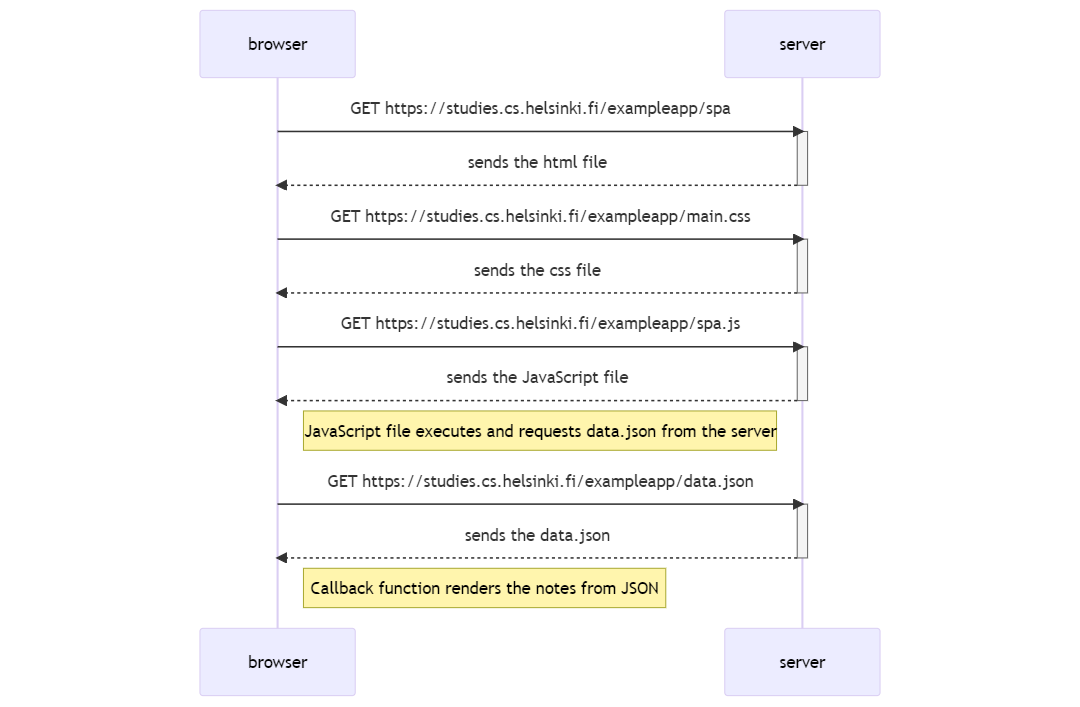 browser
server
GET https://studies.cs.helsinki.fi/exampleapp/spa
sends the html file
GET https://studies.cs.helsinki.fi/exampleapp/main.css
sends the css file
GET https://studies.cs.helsinki.fi/exampleapp/spa.js
sends the JavaScript file
JavaScript file executes and requests data.json from the server
GET https://studies.cs.helsinki.fi/exampleapp/data.json
sends the data.json
Callback function renders the notes from JSON
browser
server